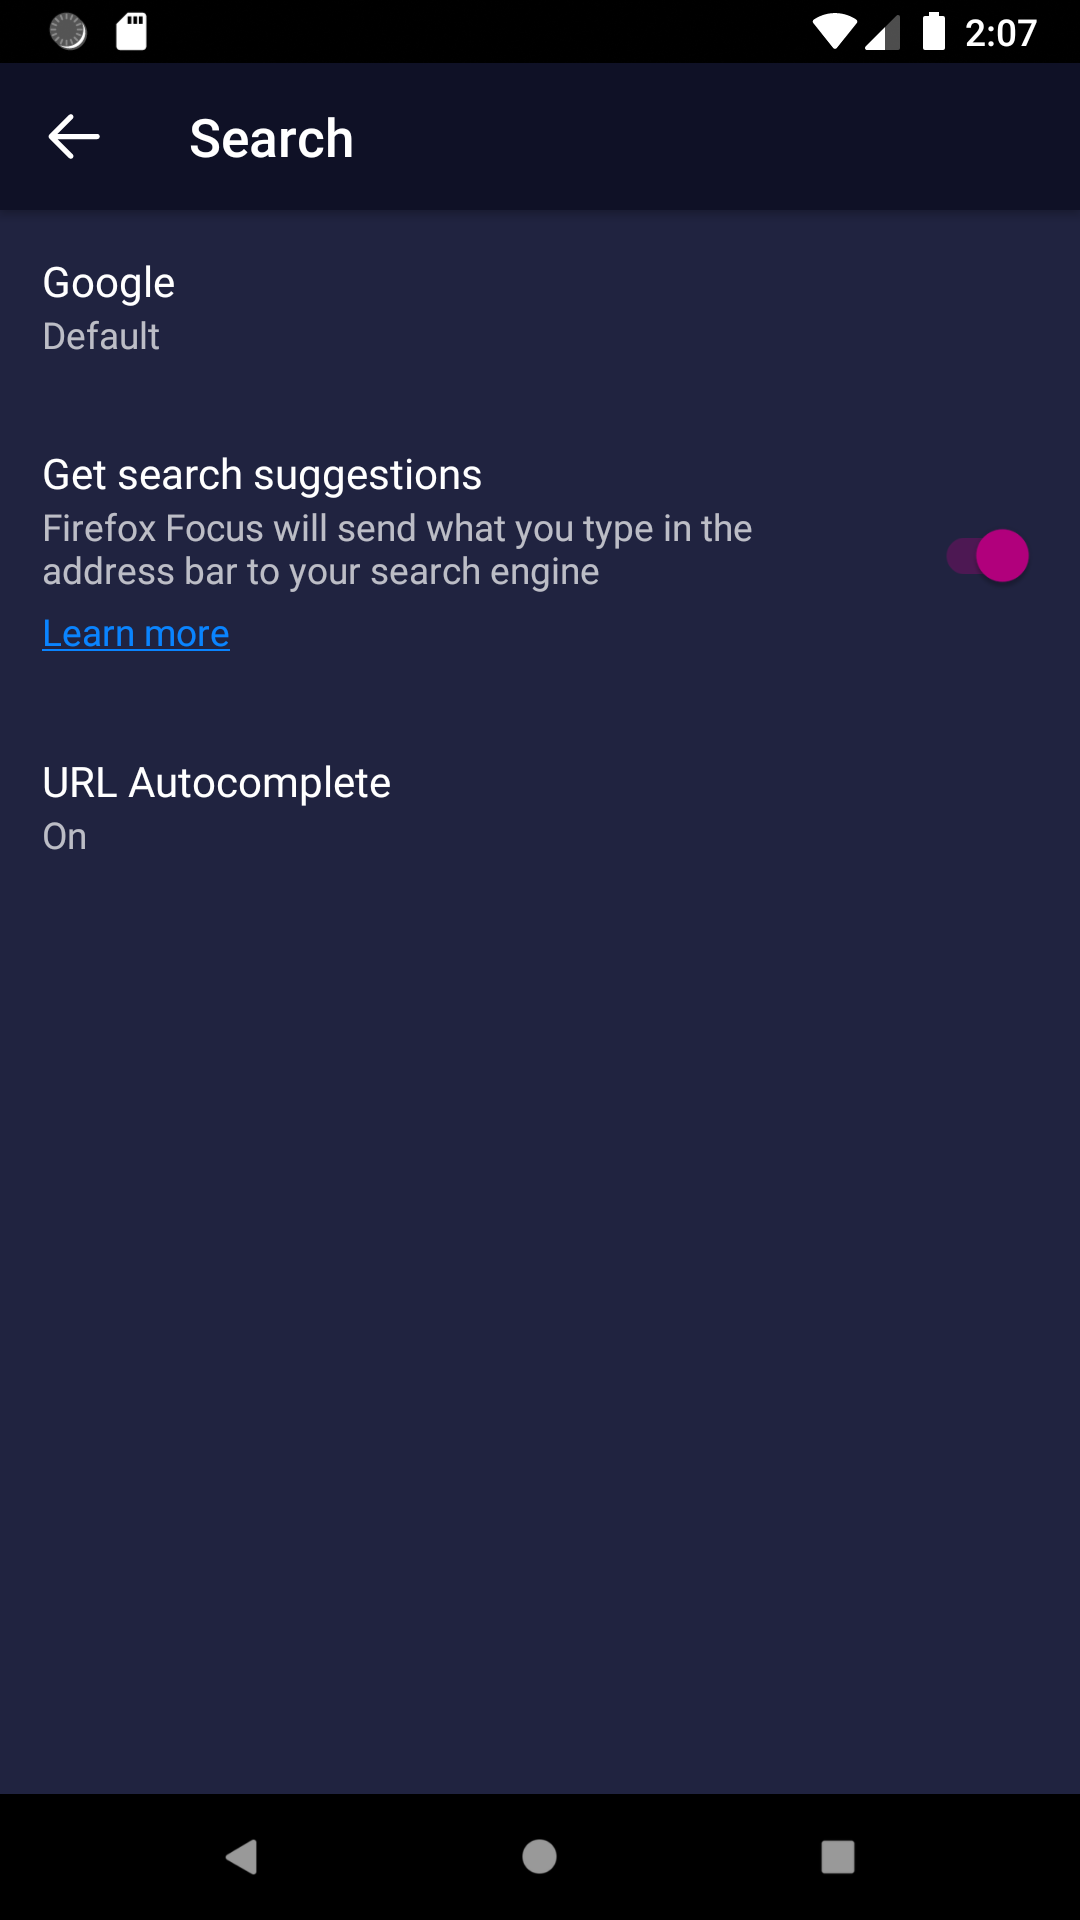 2:07
Search
Google
Default
Get search suggestions
Firefox Focus will send what you type in the
address bar to your search engine
Learn more
URL Autocomplete
On